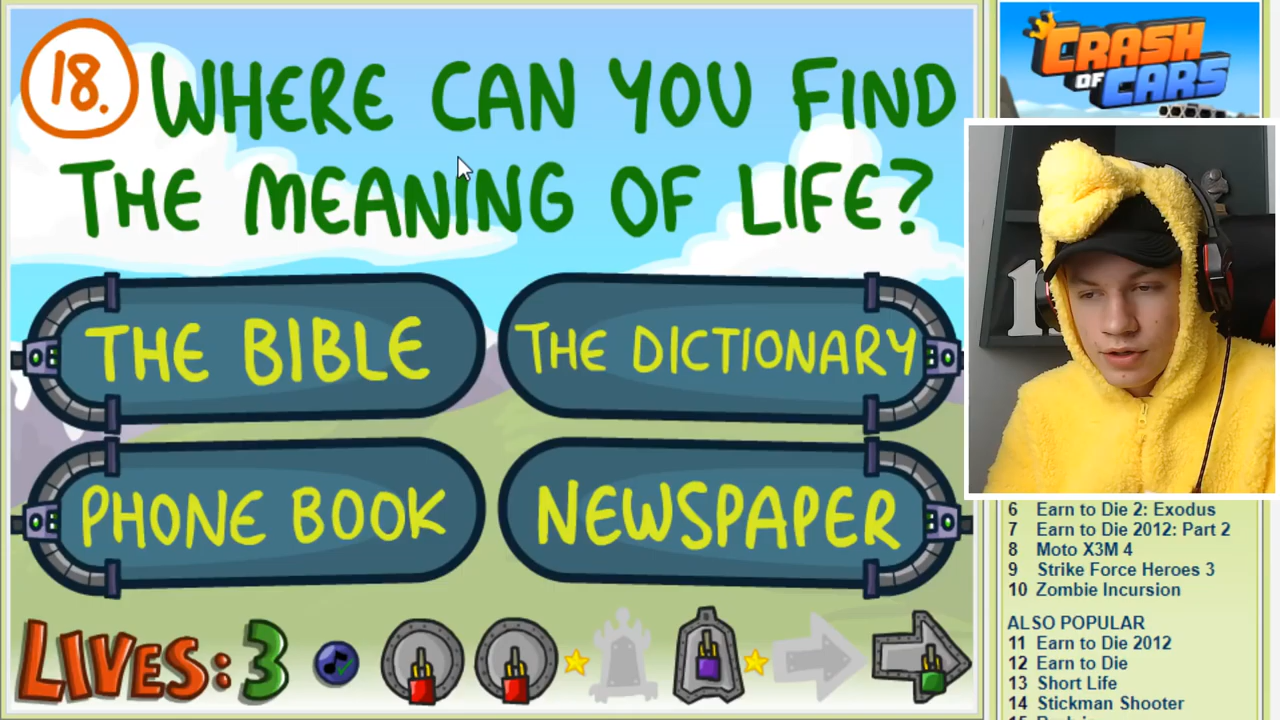 18. WHERE CAN YOU FIND
THE MEANING OF LIFE?
THE BIBLE
THE DICTIONARY
PHONE BOOK
NEWSPAPER
LIVES: 3
CRASH
OF CARS
6 Earn to Die 2: Exodus
7 Earn to Die 2012: Part 2
8 Moto X3M 4
9 Strike Force Heroes 3
10 Zombie Incursion
ALSO POPULAR
11 Earn to Die 2012
12 Earn to Die
13 Short Life
14 Stickman Shooter
15